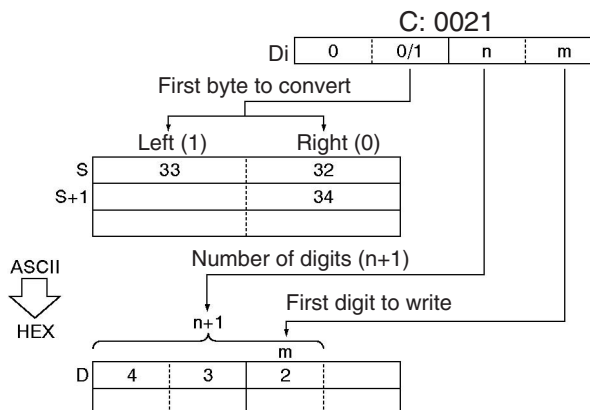 C: 0021
Di 0 0/1 n m
First byte to convert
Left (1) Right (0)
S 33 32
S+1 34
Number of digits (n+1)
ASCII
First digit to write
HEX
n+1
m
D 4 3 2